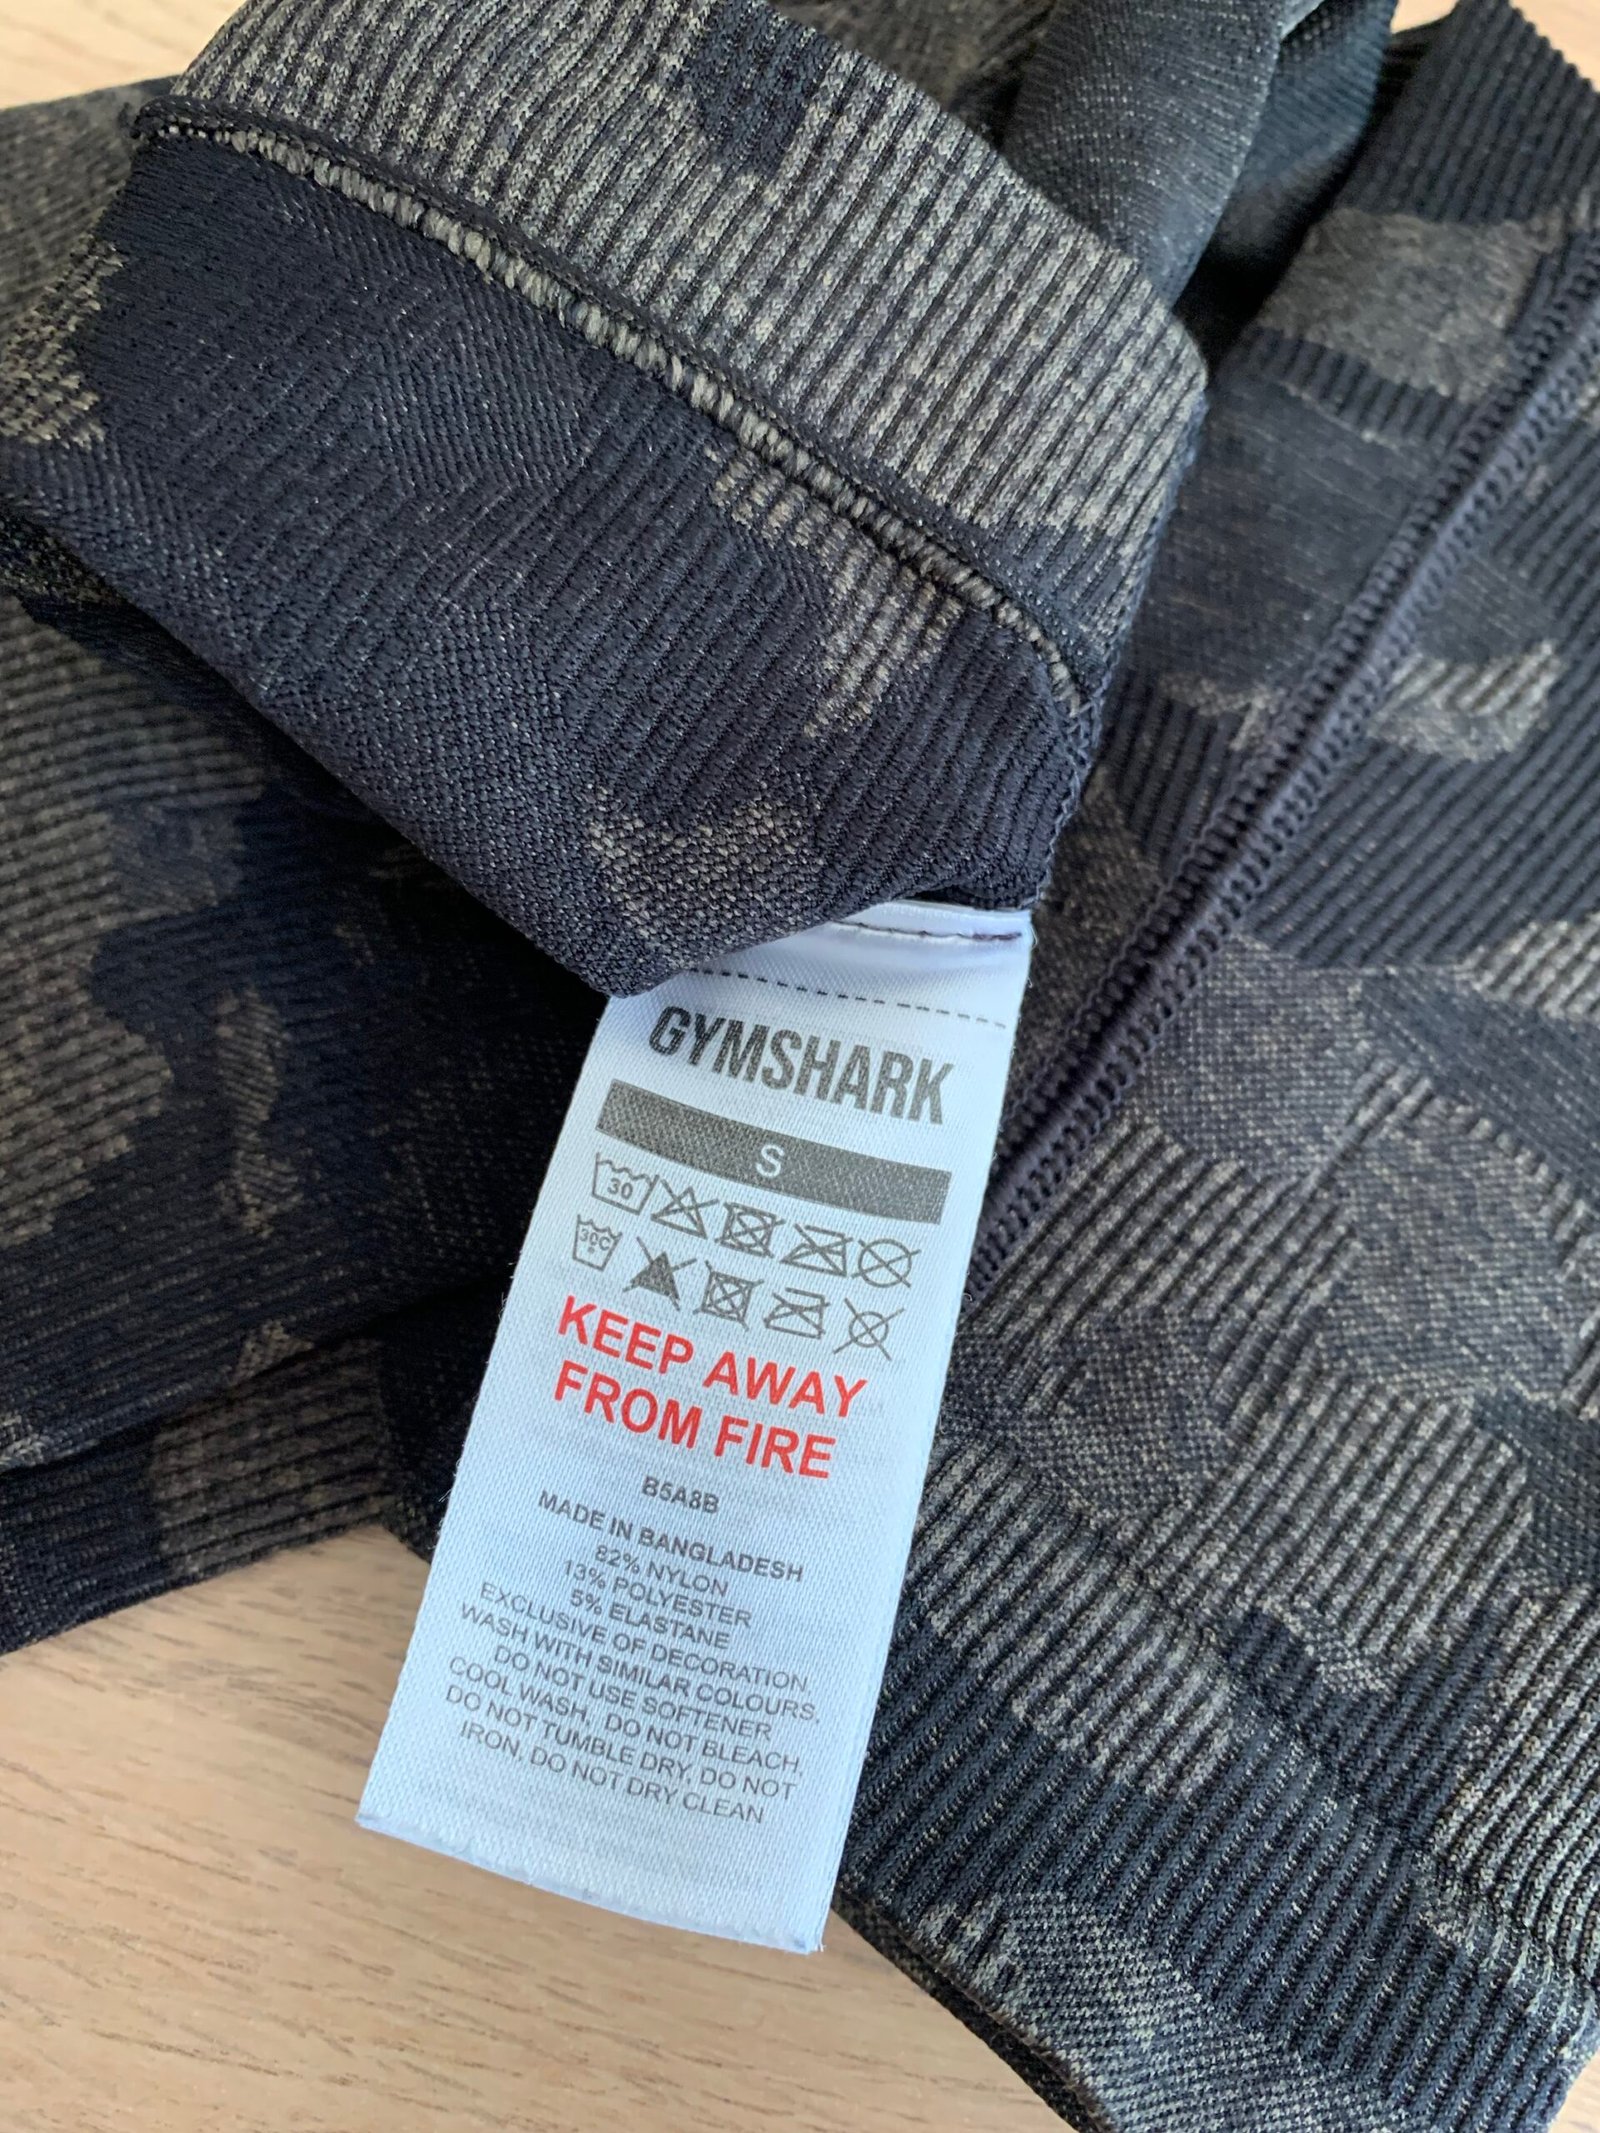 GYMSHARK
S
30
30°C
KEEP AWAY
FROM FIRE
B5A8B
MADE IN BANGLADESH
82% NYLON
13% POLYESTER
5% ELASTANE
EXCLUSIVE OF DECORATION,
WASH WITH SIMILAR COLOURS,
DO NOT USE SOFTENER
COOL WASH, DO NOT BLEACH,
DO NOT TUMBLE DRY, DO NOT
IRON, DO NOT DRY CLEAN